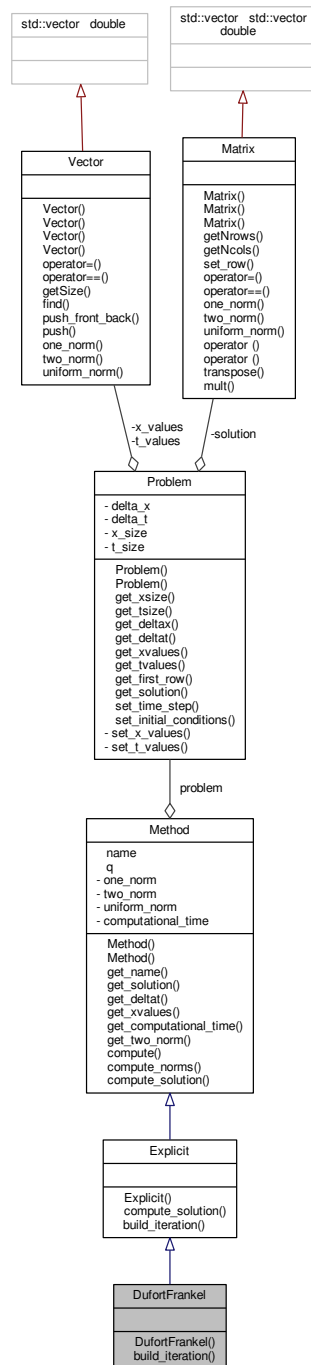 std::vector double
std::vector std::vector
double
Vector
Vector()
Vector()
Vector()
Vector()
operator=()
operator==()
getSize()
find()
push_front_back()
push()
one_norm()
two_norm()
uniform_norm()
Matrix
Matrix()
Matrix()
Matrix()
getNrows()
getNcols()
set_row()
operator=()
operator==()
one_norm()
two_norm()
uniform_norm()
operator ()
operator ()
transpose()
mult()
-x_values
-t_values
-solution
Problem
- delta_x
- delta_t
- x_size
- t_size
Problem()
Problem()
get_xsize()
get_tsize()
get_deltax()
get_deltat()
get_xvalues()
get_tvalues()
get_first_row()
get_solution()
set_time_step()
set_initial_conditions()
- set_x_values()
- set_t_values()
problem
Method
name
q
- one_norm
- two_norm
- uniform_norm
- computational_time
Method()
Method()
get_name()
get_solution()
get_deltat()
get_xvalues()
get_computational_time()
get_two_norm()
compute()
compute_norms()
compute_solution()
Explicit
Explicit()
compute_solution()
build_iteration()
DufortFrankel
DufortFrankel()
build_iteration()